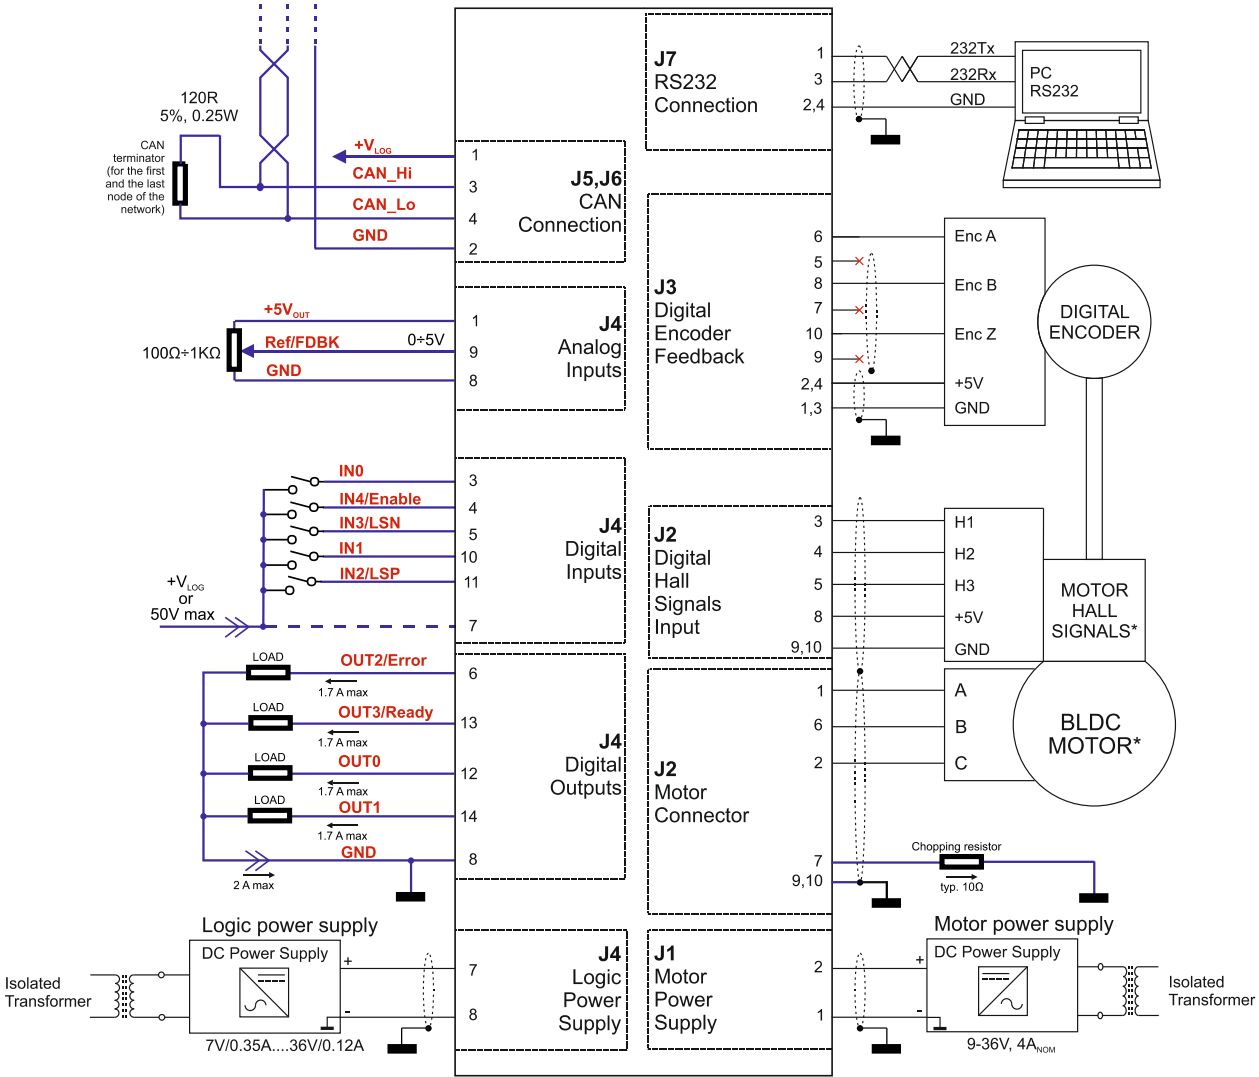 120R
5%, 0.25W
CAN
terminator
(for the first
and the last
node of the
network)
+VLOG
CAN_Hi
CAN_Lo
GND
1
3
4
2
J5,J6
CAN
Connection
+5VOUT
Ref/FDBK
0÷5V
GND
100Ω÷1KΩ
1
9
8
J4
Analog
Inputs
IN0
IN4/Enable
IN3/LSN
IN1
IN2/LSP
+VLOG
or
50V max
3
4
5
10
11
7
J4
Digital
Inputs
LOAD
OUT2/Error
1.7 A max
LOAD
OUT3/Ready
1.7 A max
LOAD
OUT0
1.7 A max
LOAD
OUT1
1.7 A max
GND
2 A max
6
13
12
14
8
J4
Digital
Outputs
Logic power supply
DC Power Supply
+
-
Isolated
Transformer
7V/0.35A....36V/0.12A
7
8
J4
Logic
Power
Supply
J7
RS232
Connection
1
3
2,4
232Tx
232Rx
GND
PC
RS232
J3
Digital
Encoder
Feedback
6
5
8
7
10
9
2,4
1,3
Enc A
Enc B
Enc Z
+5V
GND
DIGITAL
ENCODER
J2
Digital
Hall
Signals
Input
3
4
5
8
9,10
H1
H2
H3
+5V
GND
MOTOR
HALL
SIGNALS*
J2
Motor
Connector
1
6
2
7
9,10
A
B
C
BLDC
MOTOR*
Chopping resistor
typ. 10Ω
Motor power supply
J1
Motor
Power
Supply
2
1
+
-
DC Power Supply
Isolated
Transformer
9-36V, 4ANOM